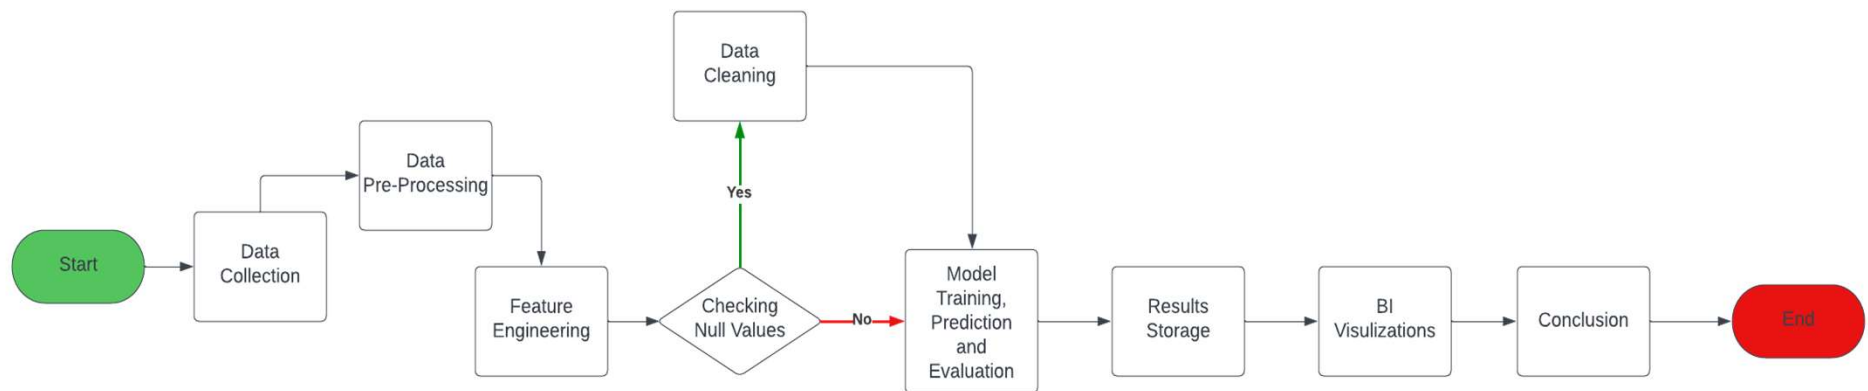 Start
Data
Collection
Data
Pre-Processing
Feature
Engineering
Checking
Null Values
Yes
Data
Cleaning
No
Model
Training,
Prediction
and
Evaluation
Results
Storage
BI
Visulizations
Conclusion
End